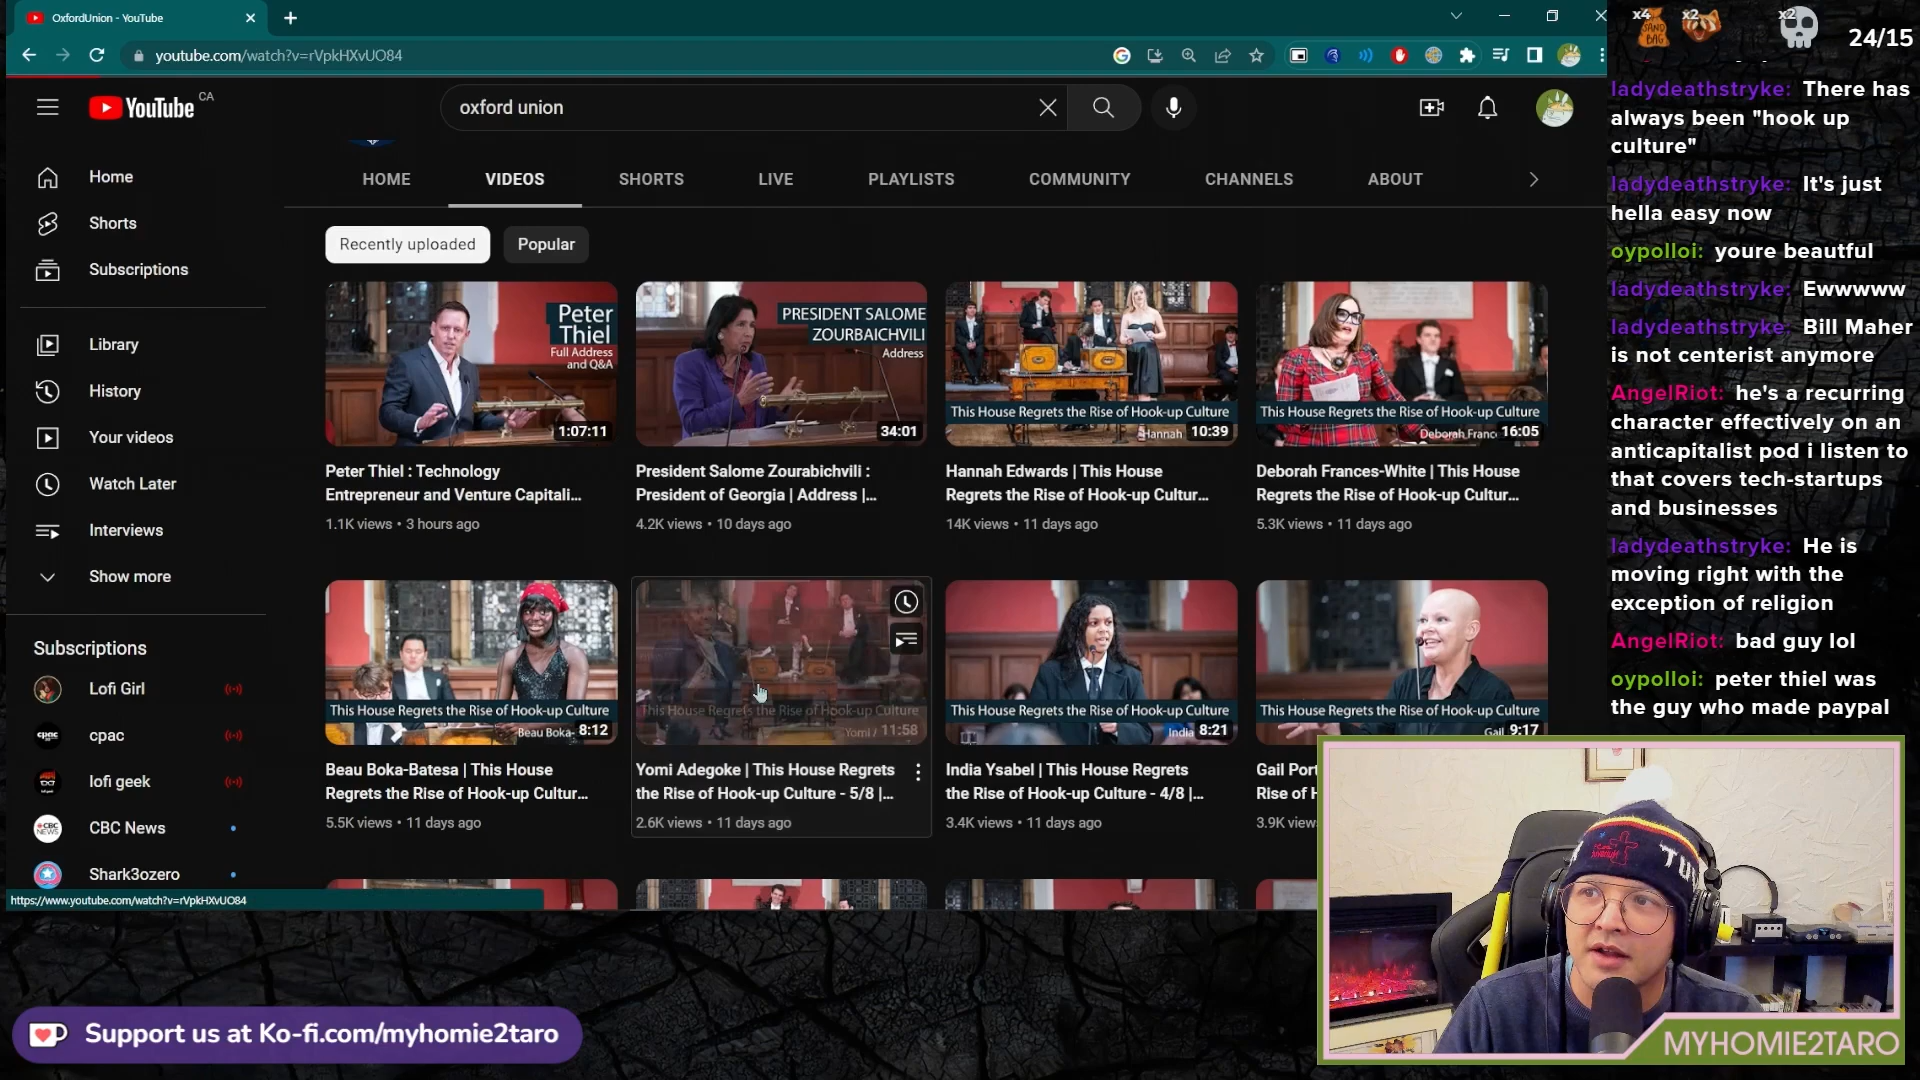 OxfordUnion - YouTube
youtube.com/watch?v=rVpkHXvUO84
YouTube CA
oxford union
Home
Shorts
Subscriptions
Library
History
Your videos
Watch Later
Interviews
Show more
Subscriptions
Lofi Girl
cpac
lofi geek
CBC News
Shark3ozero
https://www.youtube.com/watch?v=rVpkHXvUO84
HOME VIDEOS SHORTS LIVE PLAYLISTS COMMUNITY CHANNELS ABOUT
Recently uploaded Popular
Peter
Thiel
Full Address
and Q&A
1:07:11
Peter Thiel : Technology
Entrepreneur and Venture Capitali...
1.1K views • 3 hours ago
PRESIDENT SALOME
ZOURBAICHVILI
Address
34:01
President Salome Zourabichvili :
President of Georgia | Address |...
4.2K views • 10 days ago
This House Regrets the Rise of Hook-up Culture
Hannah 10:39
Hannah Edwards | This House
Regrets the Rise of Hook-up Cultur...
14K views • 11 days ago
This House Regrets the Rise of Hook-up Culture
Deborah Franc 16:05
Deborah Frances-White | This House
Regrets the Rise of Hook-up Cultur...
5.3K views • 11 days ago
This House Regrets the Rise of Hook-up Culture
Beau Boka- 8:12
Beau Boka-Batesa | This House
Regrets the Rise of Hook-up Cultur...
5.5K views • 11 days ago
This House Regrets the Rise of Hook-up Culture
Yomi 11:58
Yomi Adegoke | This House Regrets
the Rise of Hook-up Culture - 5/8 |...
2.6K views • 11 days ago
This House Regrets the Rise of Hook-up Culture
India 8:21
India Ysabel | This House Regrets
the Rise of Hook-up Culture - 4/8 |...
3.4K views • 11 days ago
This House Regrets the Rise of Hook-up Culture
Gail 9:17
Gail Port
Rise of H
3.9K view
x4 x2 x2 24/15
SAND
BAG
ladydeathstryke: There has
always been "hook up
culture"
ladydeathstryke: It's just
hella easy now
oypolloi: youre beautful
ladydeathstryke: Ewwwww
ladydeathstryke: Bill Maher
is not centerist anymore
AngelRiot: he's a recurring
character effectively on an
anticapitalist pod i listen to
that covers tech-startups
and businesses
ladydeathstryke: He is
moving right with the
exception of religion
AngelRiot: bad guy lol
oypolloi: peter thiel was
the guy who made paypal
Support us at Ko-fi.com/myhomie2taro
MYHOMIE2TARO